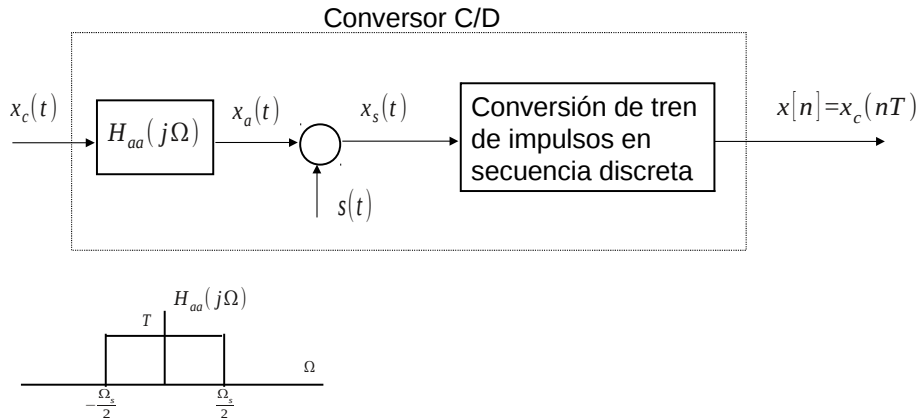 Conversor C/D
x_c(t)
H_aa(jΩ)
x_a(t)
x_s(t)
Conversión de tren
de impulsos en
secuencia discreta
x[n]=x_c(nT)
s(t)
H_aa(jΩ)
T
Ω
-Ω_s/2
Ω_s/2